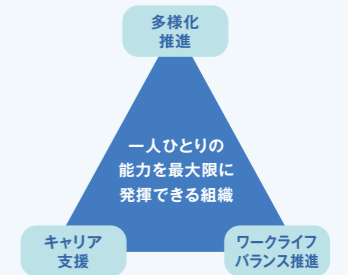 多様化
推進
一人ひとりの
能力を最大限に
発揮できる組織
キャリア
支援
ワークライフ
バランス推進